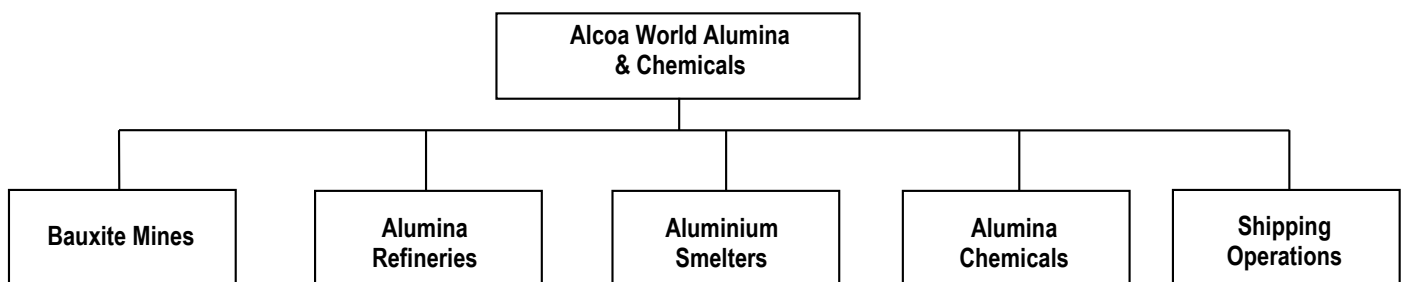 Alcoa World Alumina
& Chemicals
Bauxite Mines
Alumina
Refineries
Aluminium
Smelters
Alumina
Chemicals
Shipping
Operations